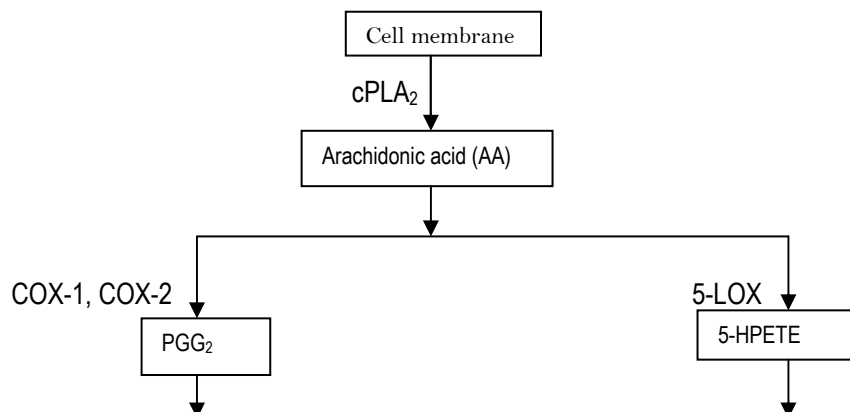 Cell membrane
cPLA₂
Arachidonic acid (AA)
COX-1, COX-2
5-LOX
PGG₂
5-HPETE